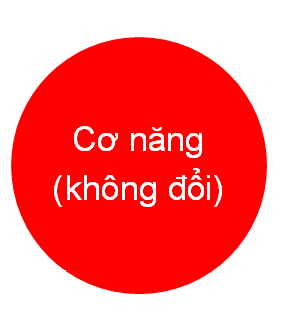 Cơ năng
(không đổi)